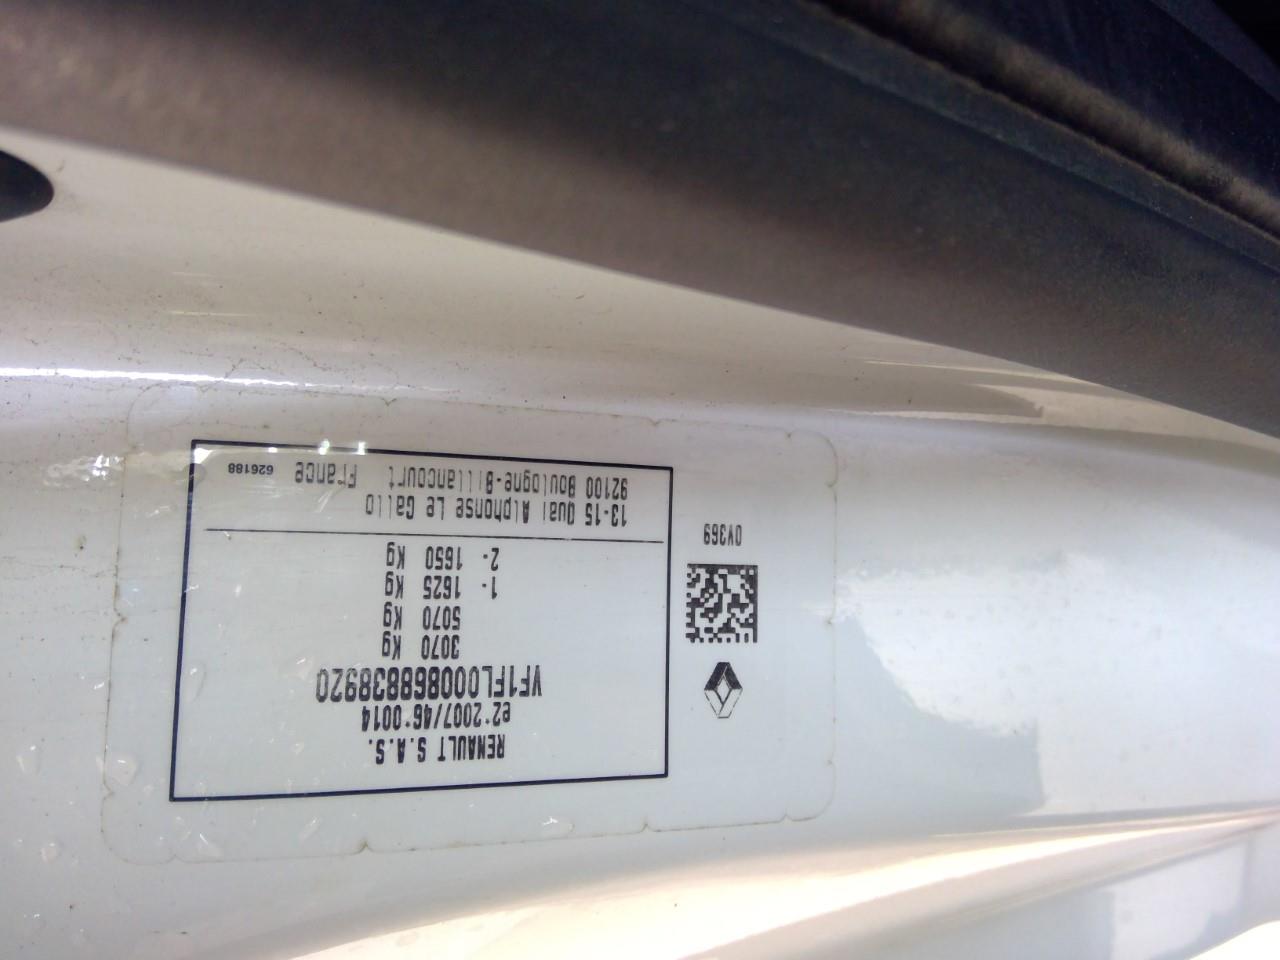 RENAULT S.A.S.
e2*2007/46*0014
VF1FL000868838920
3070 Kg
5070 Kg
1- 1625 Kg
2- 1650 Kg
13-15 Quai Alphonse Le Gallo
92100 Boulogne-Billancourt France 626188
0V369